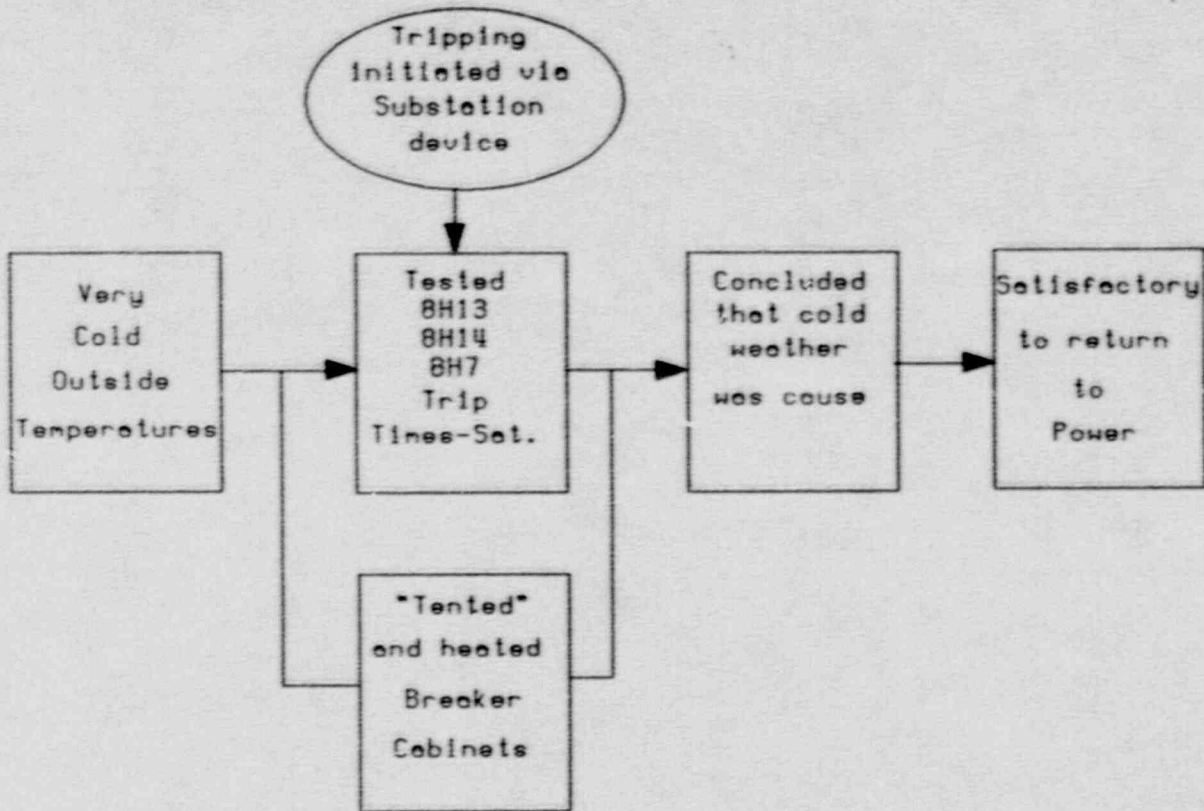 Tripping
initiated via
Substation
device
Very
Cold
Outside
Temperatures
Tested
8H13
8H14
8H7
Trip
Times-Sat.
"Tented"
and heated
Breaker
Cabinets
Concluded
that cold
weather
was cause
Satisfactory
to return
to
Power